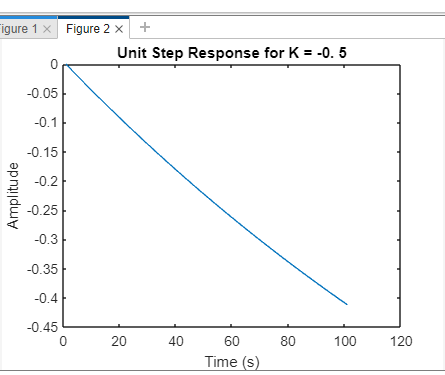 igure 1 × Figure 2 × +
Unit Step Response for K = -0. 5
0
-0.05
-0.1
-0.15
-0.2
-0.25
-0.3
-0.35
-0.4
-0.45
Amplitude
0 20 40 60 80 100 120
Time (s)